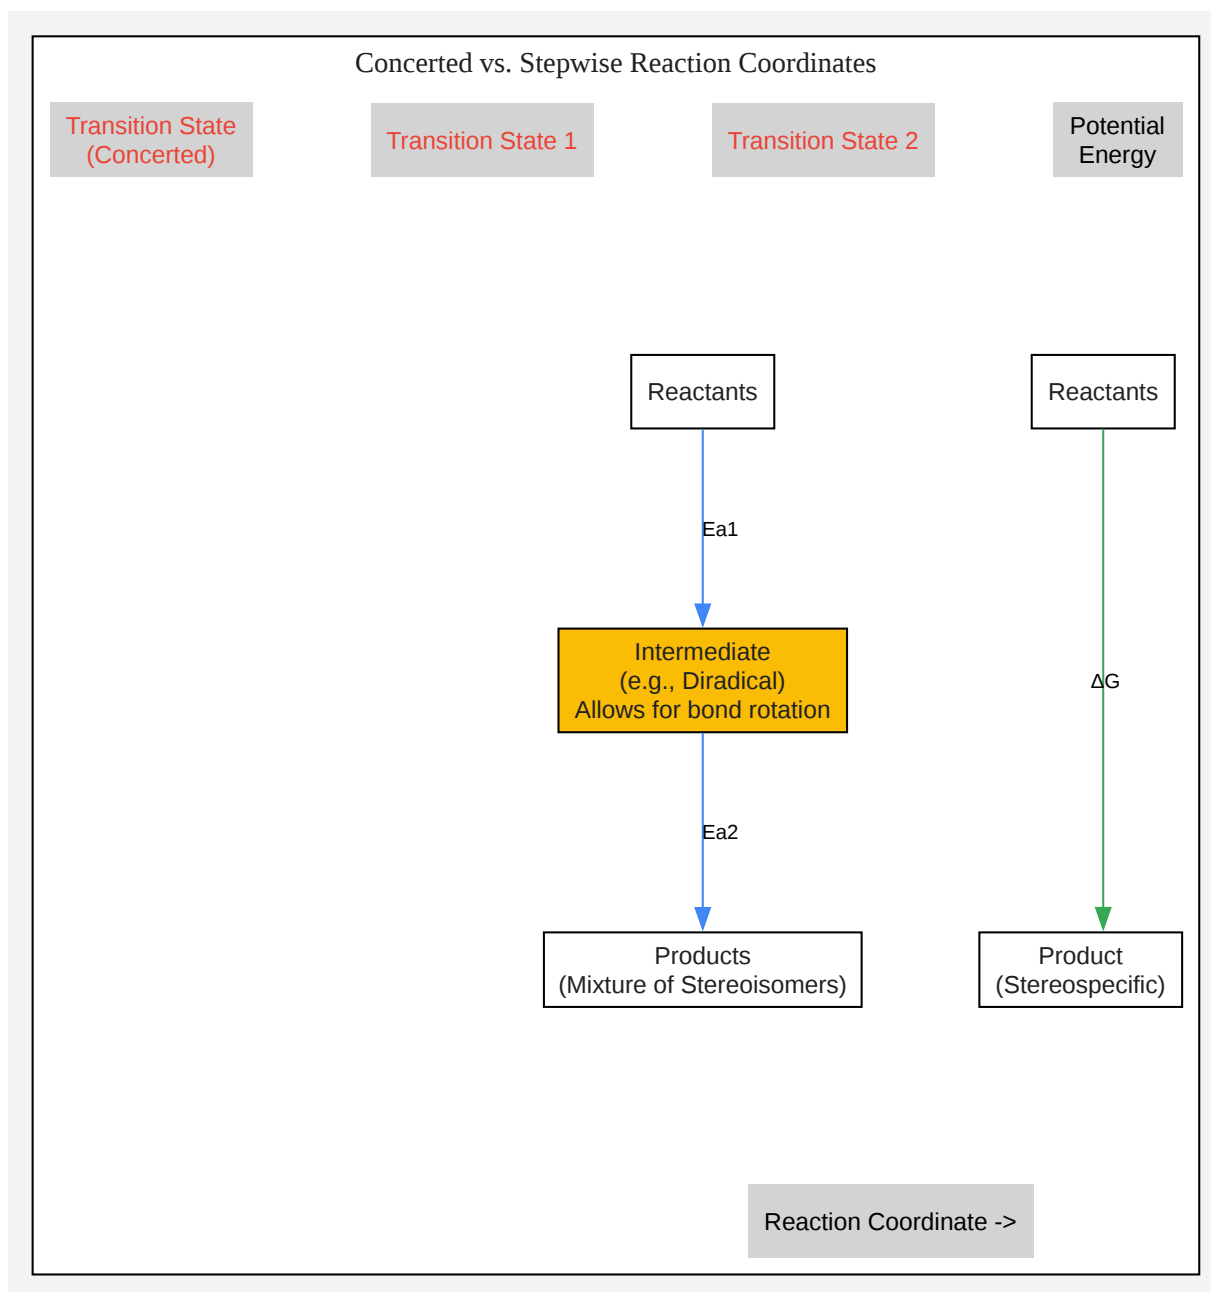 Concerted vs. Stepwise Reaction Coordinates
Transition State
(Concerted)
Transition State 1
Transition State 2
Potential
Energy
Reactants
Reactants
Ea1
Intermediate
(e.g., Diradical)
Allows for bond rotation
ΔG
Ea2
Products
(Mixture of Stereoisomers)
Product
(Stereospecific)
Reaction Coordinate ->